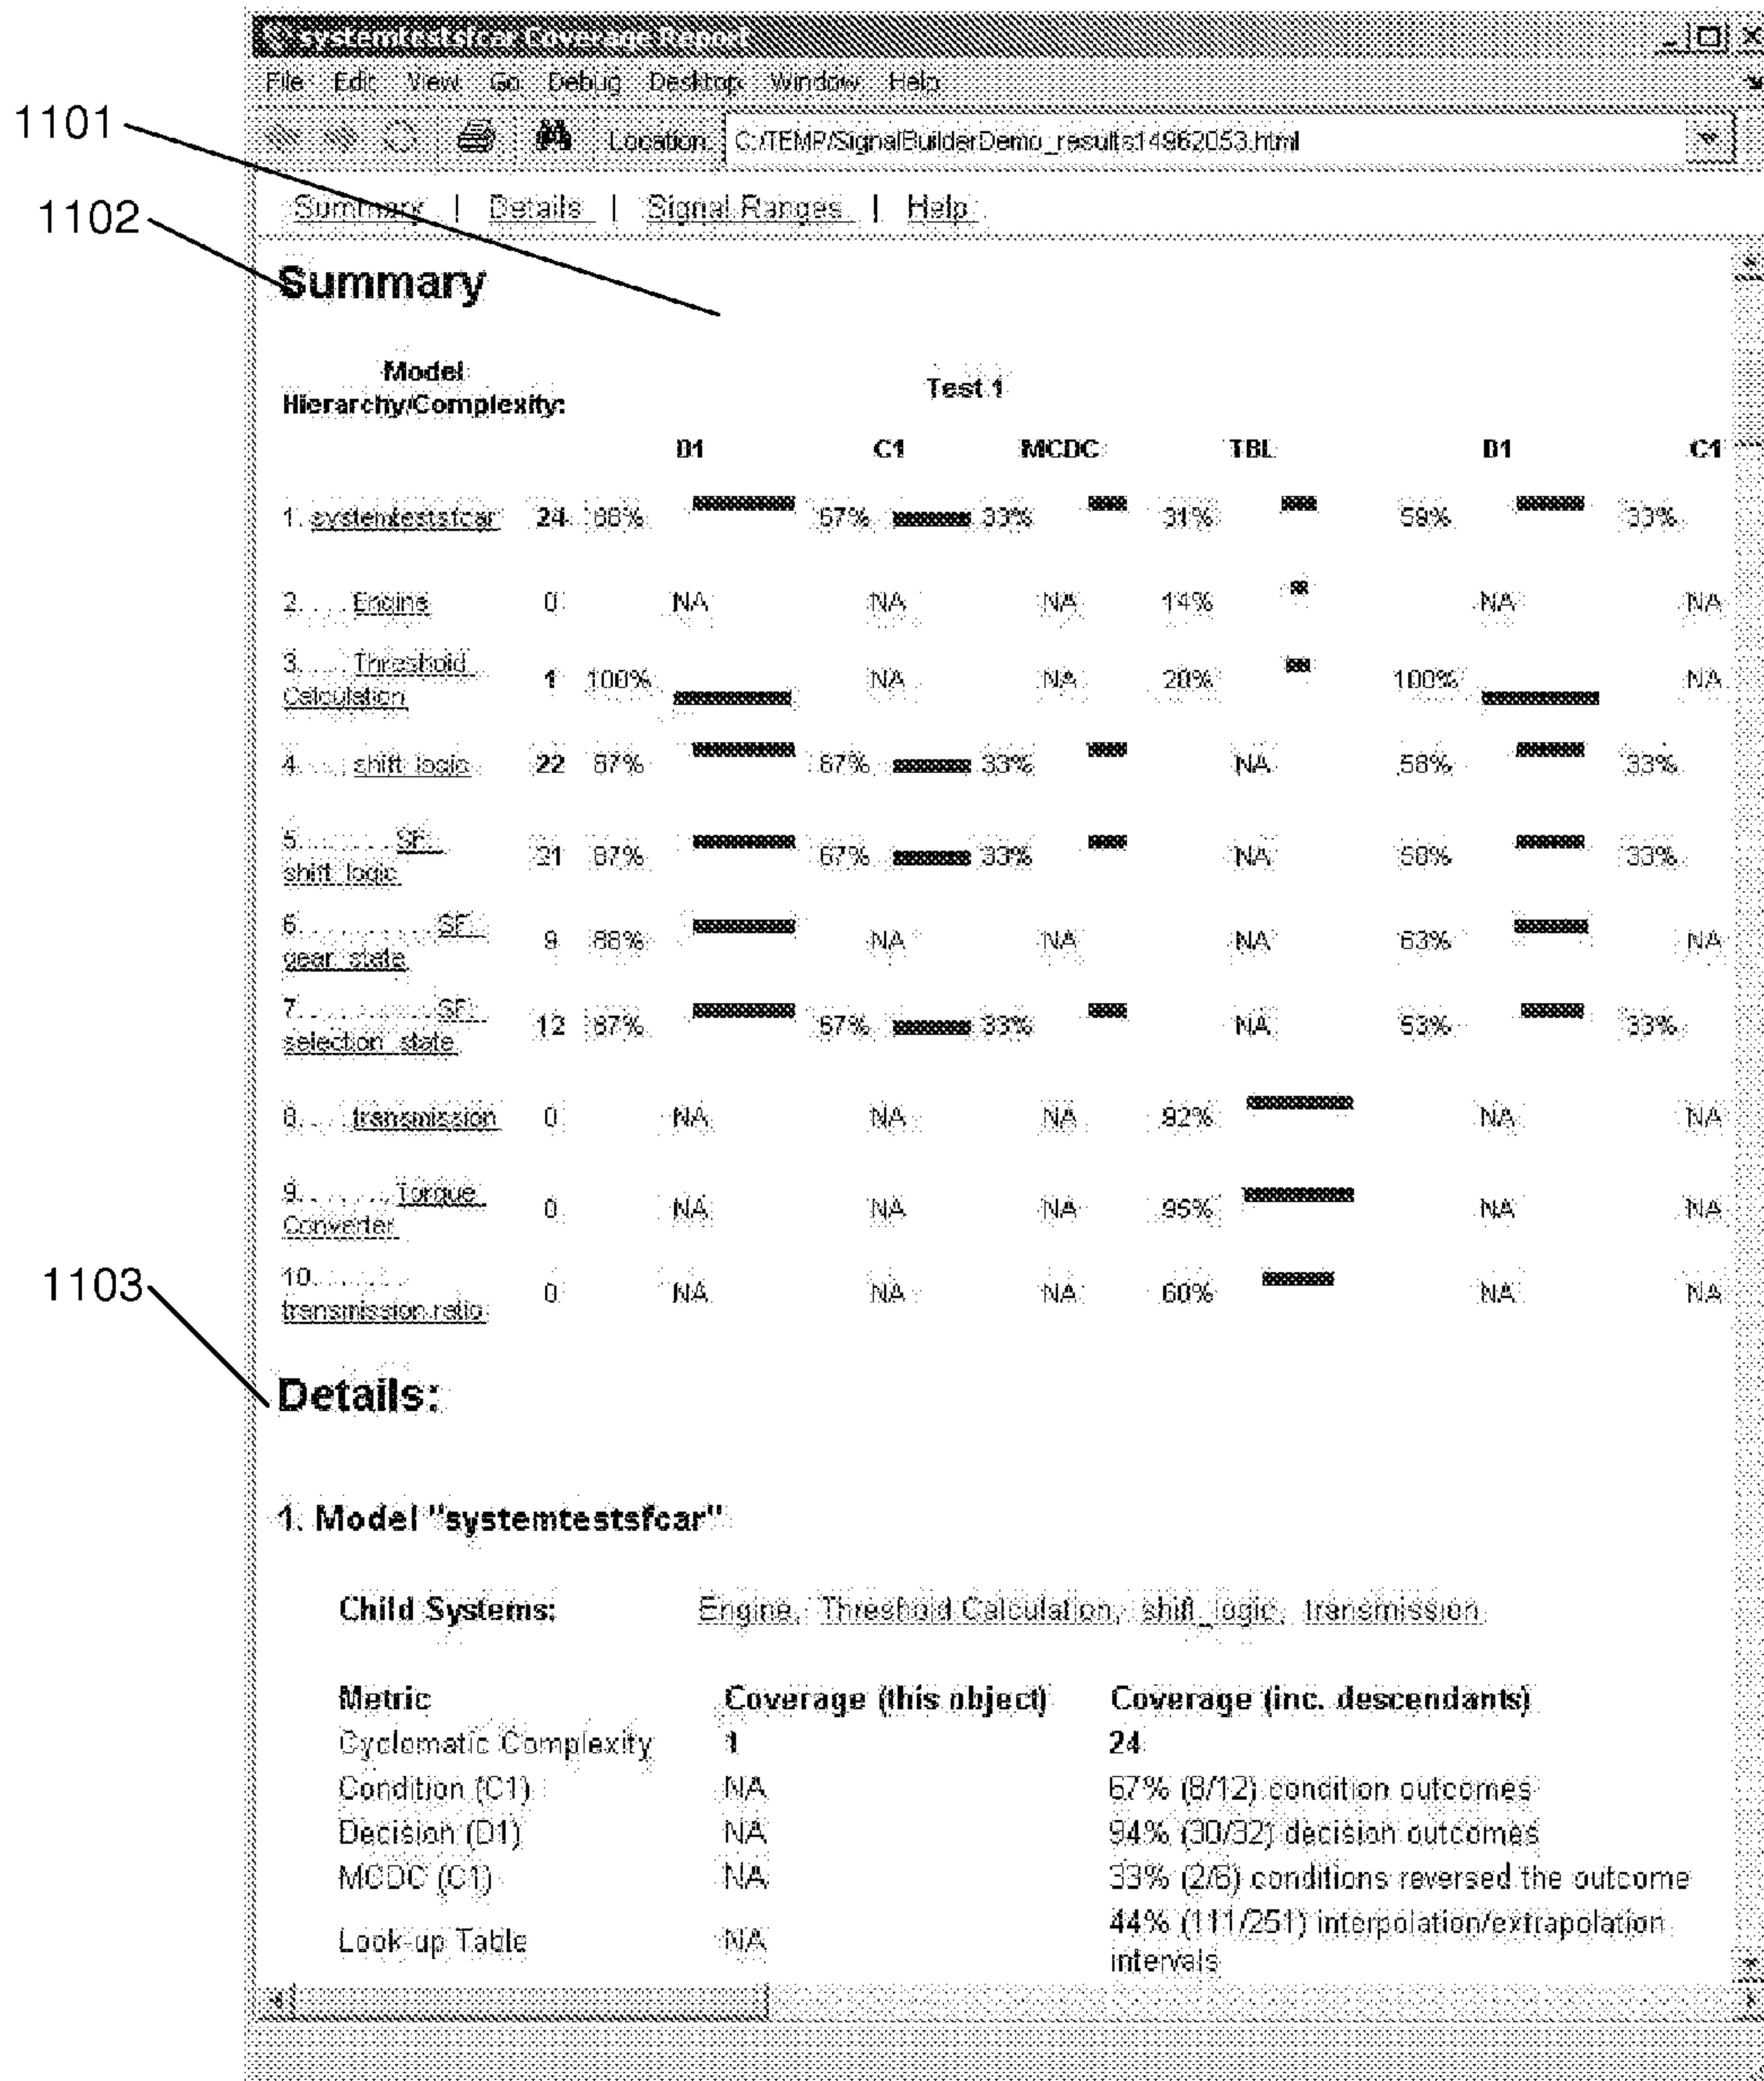 systemtestsfcar Coverage Report
File Edit View Go Debug Desktop Window Help
1101
Location: C:/TEMP/SignalBuilderDemo_results14962053.html
1102
Summary | Details | Signal Ranges | Help
Summary
Model
Hierarchy/Complexity:
Test 1
D1 C1 MCDC TBL D1 C1
1. systemtestsfcar 24 88% 67% 33% 31% 59% 33%
2. . . . Engine 0 NA NA NA 14% NA NA
3. . . . Threshold
Calculation 1 100% NA NA 20% 100% NA
4. . . . shift_logic 22 87% 67% 33% NA 58% 33%
5. . . . . . . SF:
shift_logic 21 87% 67% 33% NA 58% 33%
6. . . . . . . . . . SF:
gear_state 9 88% NA NA NA 63% NA
7. . . . . . . . . . SF:
selection_state 12 87% 67% 33% NA 53% 33%
8. . . . transmission 0 NA NA NA 92% NA NA
9. . . . . . . Torque
Converter 0 NA NA NA 95% NA NA
10. . . . . . .
transmission ratio 0 NA NA NA 60% NA NA
1103
Details:
1. Model "systemtestsfcar"
Child Systems: Engine, Threshold Calculation, shift_logic, transmission
Metric Coverage (this object) Coverage (inc. descendants)
Cyclomatic Complexity 1 24
Condition (C1) NA 67% (8/12) condition outcomes
Decision (D1) NA 94% (30/32) decision outcomes
MCDC (C1) NA 33% (2/6) conditions reversed the outcome
Look-up Table NA 44% (111/251) interpolation/extrapolation
intervals